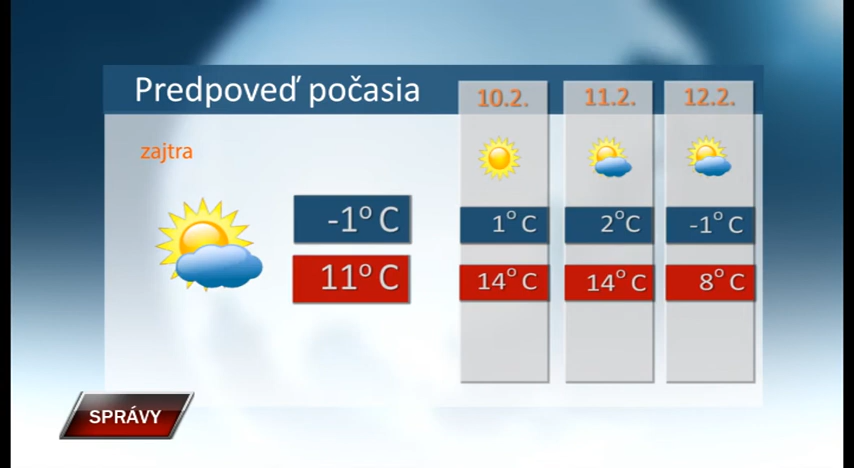 Predpoveď počasia
zajtra
-1° C
11° C
10.2.
1° C
14° C
11.2.
2°C
14° C
12.2.
-1° C
8° C
SPRÁVY